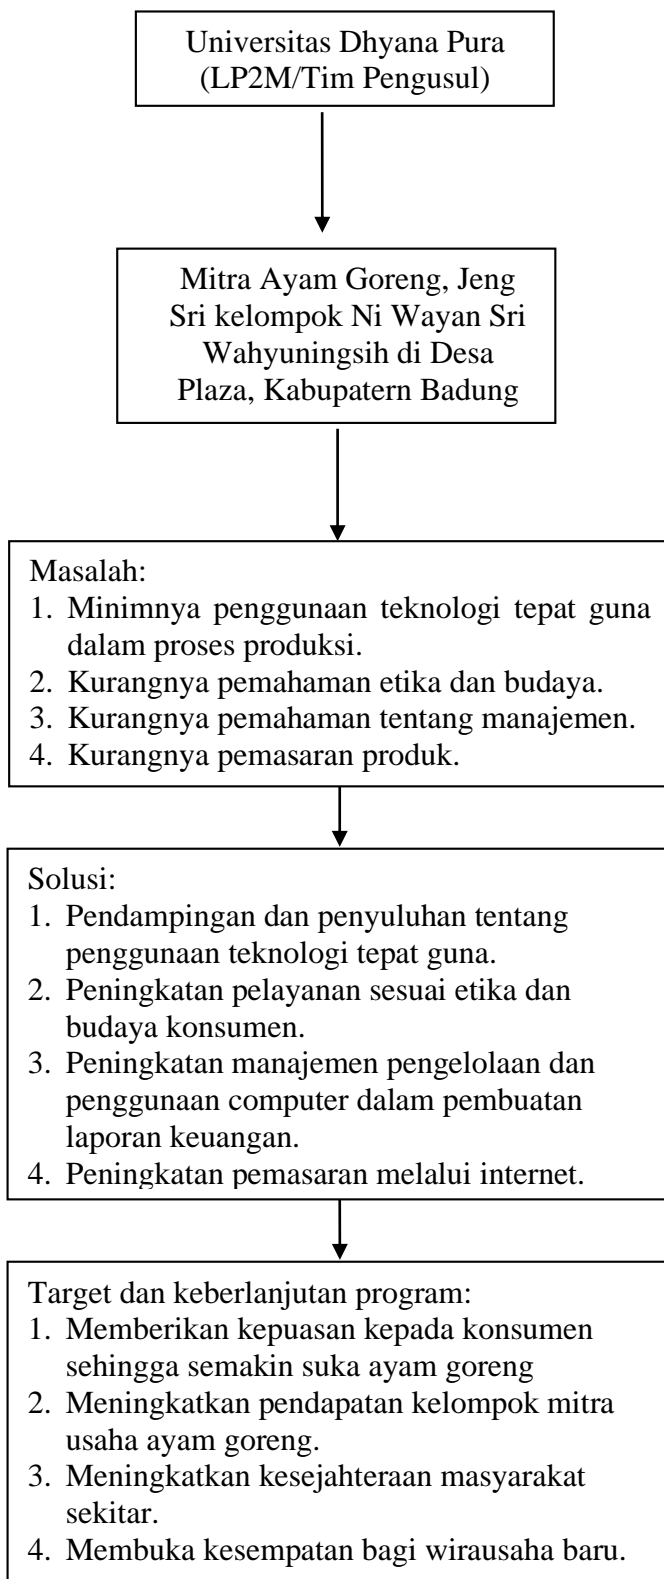 Universitas Dhyana Pura
(LP2M/Tim Pengusul)
Mitra Ayam Goreng, Jeng
Sri kelompok Ni Wayan Sri
Wahyuningsih di Desa
Plaza, Kabupatern Badung
Masalah:
1. Minimnya penggunaan teknologi tepat guna
dalam proses produksi.
2. Kurangnya pemahaman etika dan budaya.
3. Kurangnya pemahaman tentang manajemen.
4. Kurangnya pemasaran produk.
Solusi:
1. Pendampingan dan penyuluhan tentang
penggunaan teknologi tepat guna.
2. Peningkatan pelayanan sesuai etika dan
budaya konsumen.
3. Peningkatan manajemen pengelolaan dan
penggunaan computer dalam pembuatan
laporan keuangan.
4. Peningkatan pemasaran melalui internet.
Target dan keberlanjutan program:
1. Memberikan kepuasan kepada konsumen
sehingga semakin suka ayam goreng
2. Meningkatkan pendapatan kelompok mitra
usaha ayam goreng.
3. Meningkatkan kesejahteraan masyarakat
sekitar.
4. Membuka kesempatan bagi wirausaha baru.